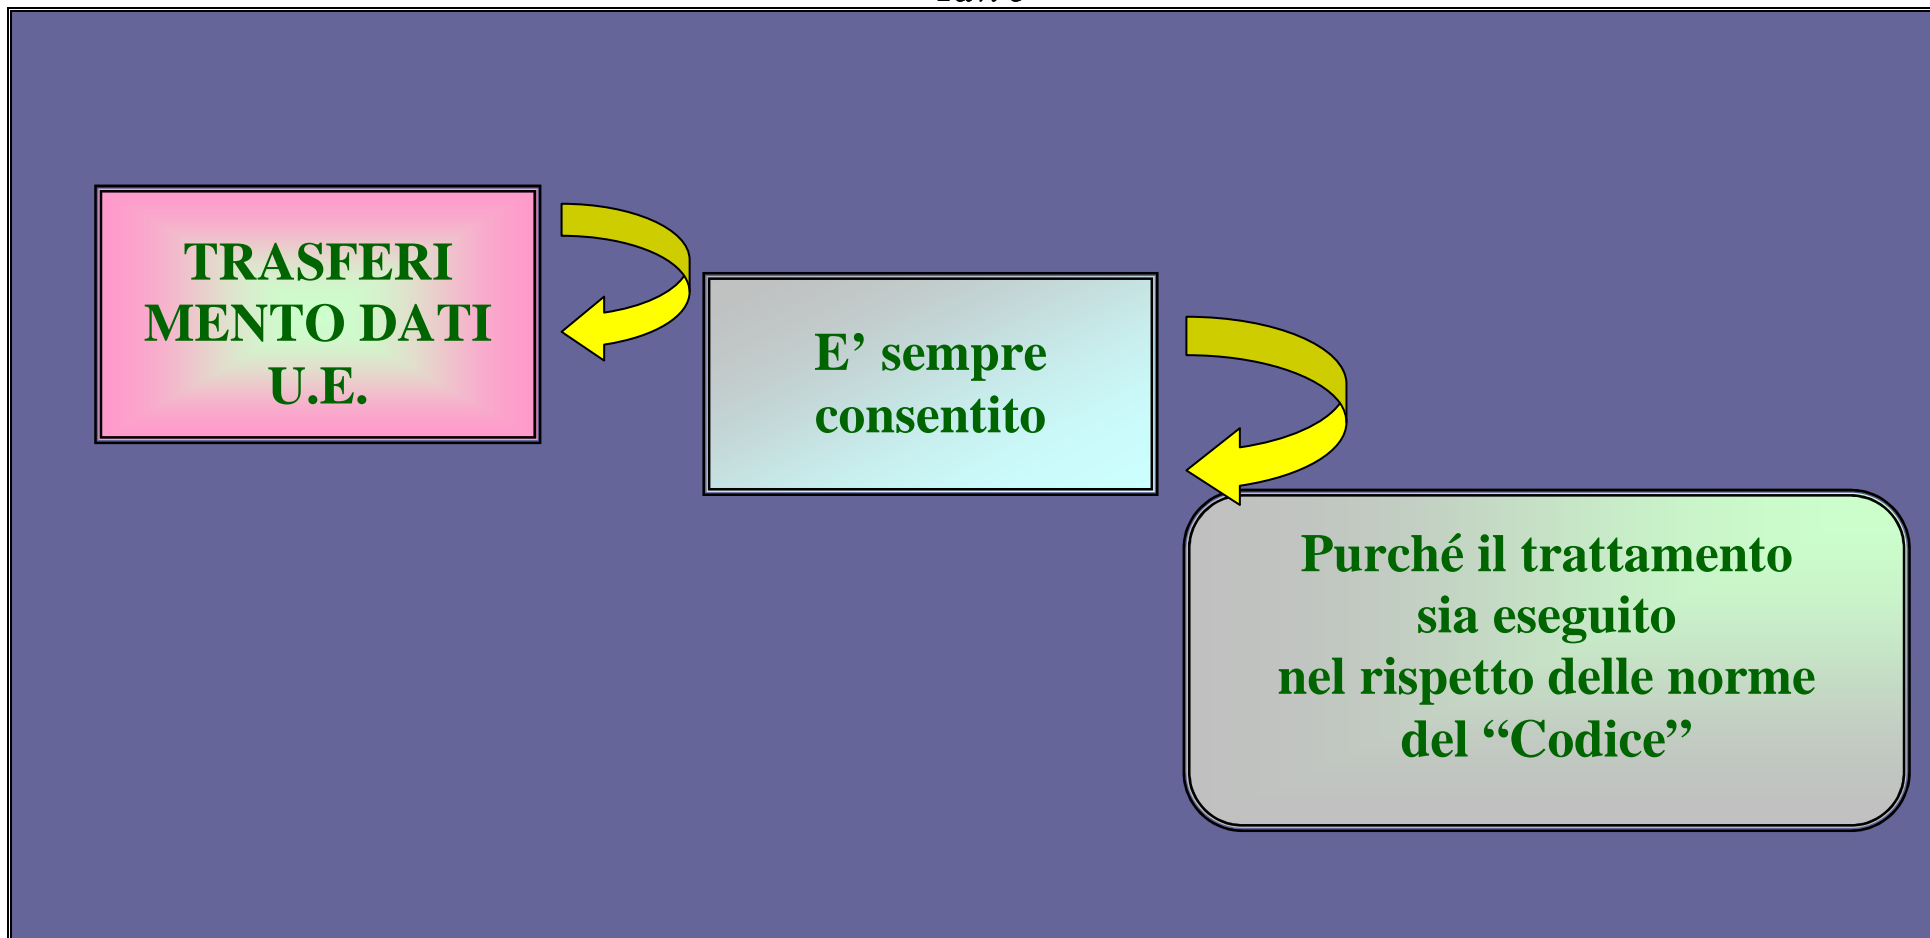 TRASFERI
MENTO DATI
U.E.
E’ sempre
consentito
Purché il trattamento
sia eseguito
nel rispetto delle norme
del “Codice”